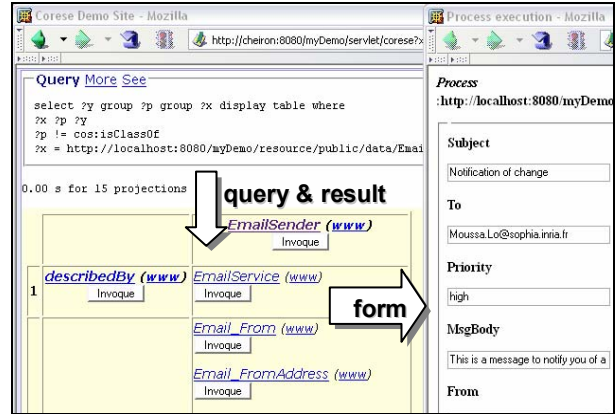 Corese Demo Site - Mozilla
http://cheiron:8080/myDemo/servlet/corese?x
Query More See
select ?y group ?p group ?x display table where
?x ?p ?y
?p != cos:isClassOf
?x = http://localhost:8080/myDemo/resource/public/data/Emai
0.00 s for 15 projections
query & result
EmailSender (www)
Invoque
1
describedBy (www)
Invoque
EmailService (www)
Invoque
Email_From (www)
Invoque
Email_FromAddress (www)
Invoque
form
Process execution - Mozilla
Process
:http://localhost:8080/myDemo
Subject
Notification of change
To
Moussa.Lo@sophia.inria.fr
Priority
high
MsgBody
This is a message to notify you of a
From